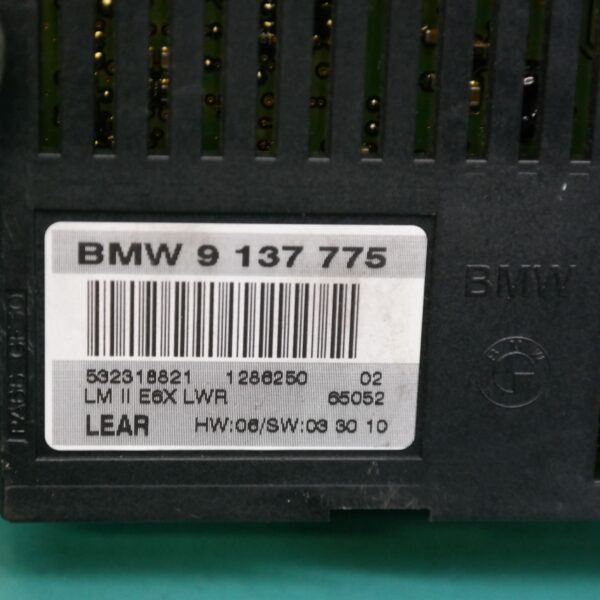 BMW 9 137 775
532318821 1286250 02
LM II E6X LWR 65052
LEAR HW:06/SW:03 30 10
BMW
BMW